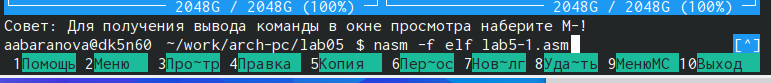 2048G / 2048G (100%) 2048G / 2048G (100%)
Совет: Для получения вывода команды в окне просмотра наберите M-!
aabaranova@dk5n60 ~/work/arch-pc/lab05 $ nasm -f elf lab5-1.asm [^]
1Помощь 2Меню 3Про~тр 4Правка 5Копия 6Пер~ос 7Нов~лг 8Уда~ть 9МенюMC 10Выход